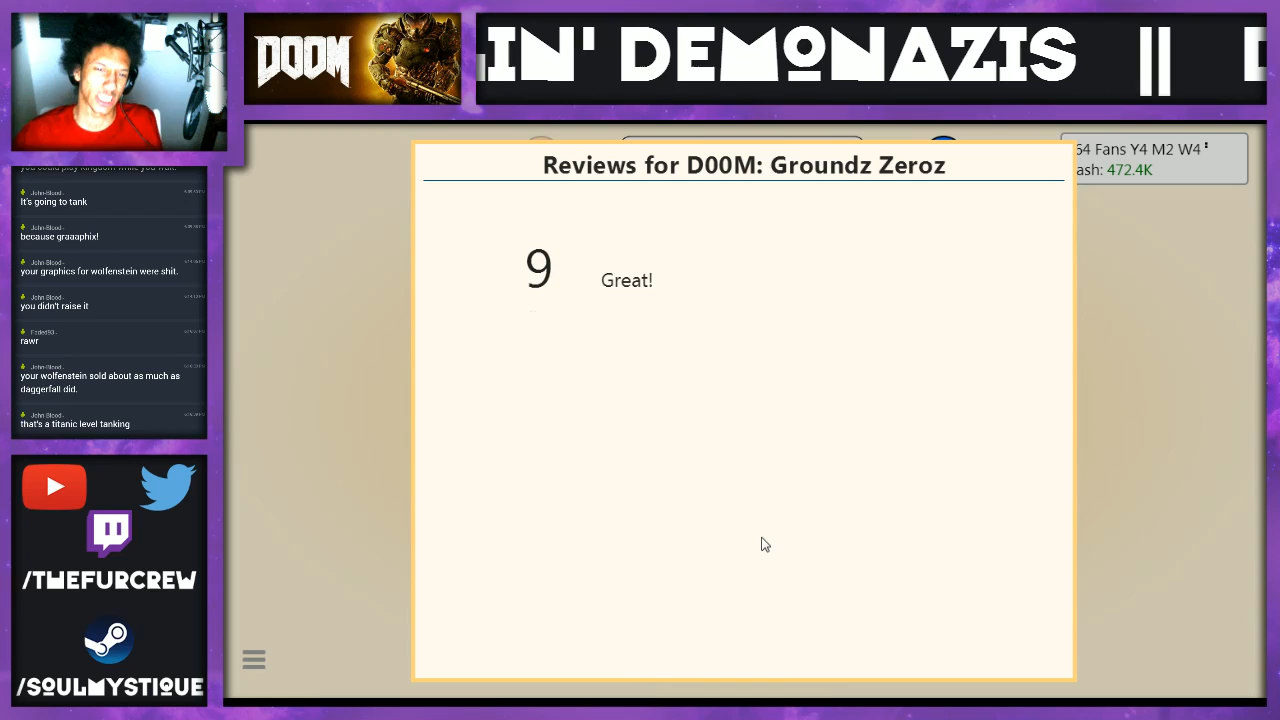 DOOM
IN' DEMONAZIS ||
64 Fans Y4 M2 W4
ash: 472.4K
Reviews for D00M: Groundz Zeroz
9
Great!
John-Blood -
It's going to tank
John-Blood -
because graaaphix!
John-Blood -
your graphics for wolfenstein were shit.
John-Blood -
you didn't raise it
Faded93 -
rawr
John-Blood -
your wolfenstein sold about as much as
daggerfall did.
John-Blood -
that's a titanic level tanking
/THEFURCREW
/SOULMYSTIQUE